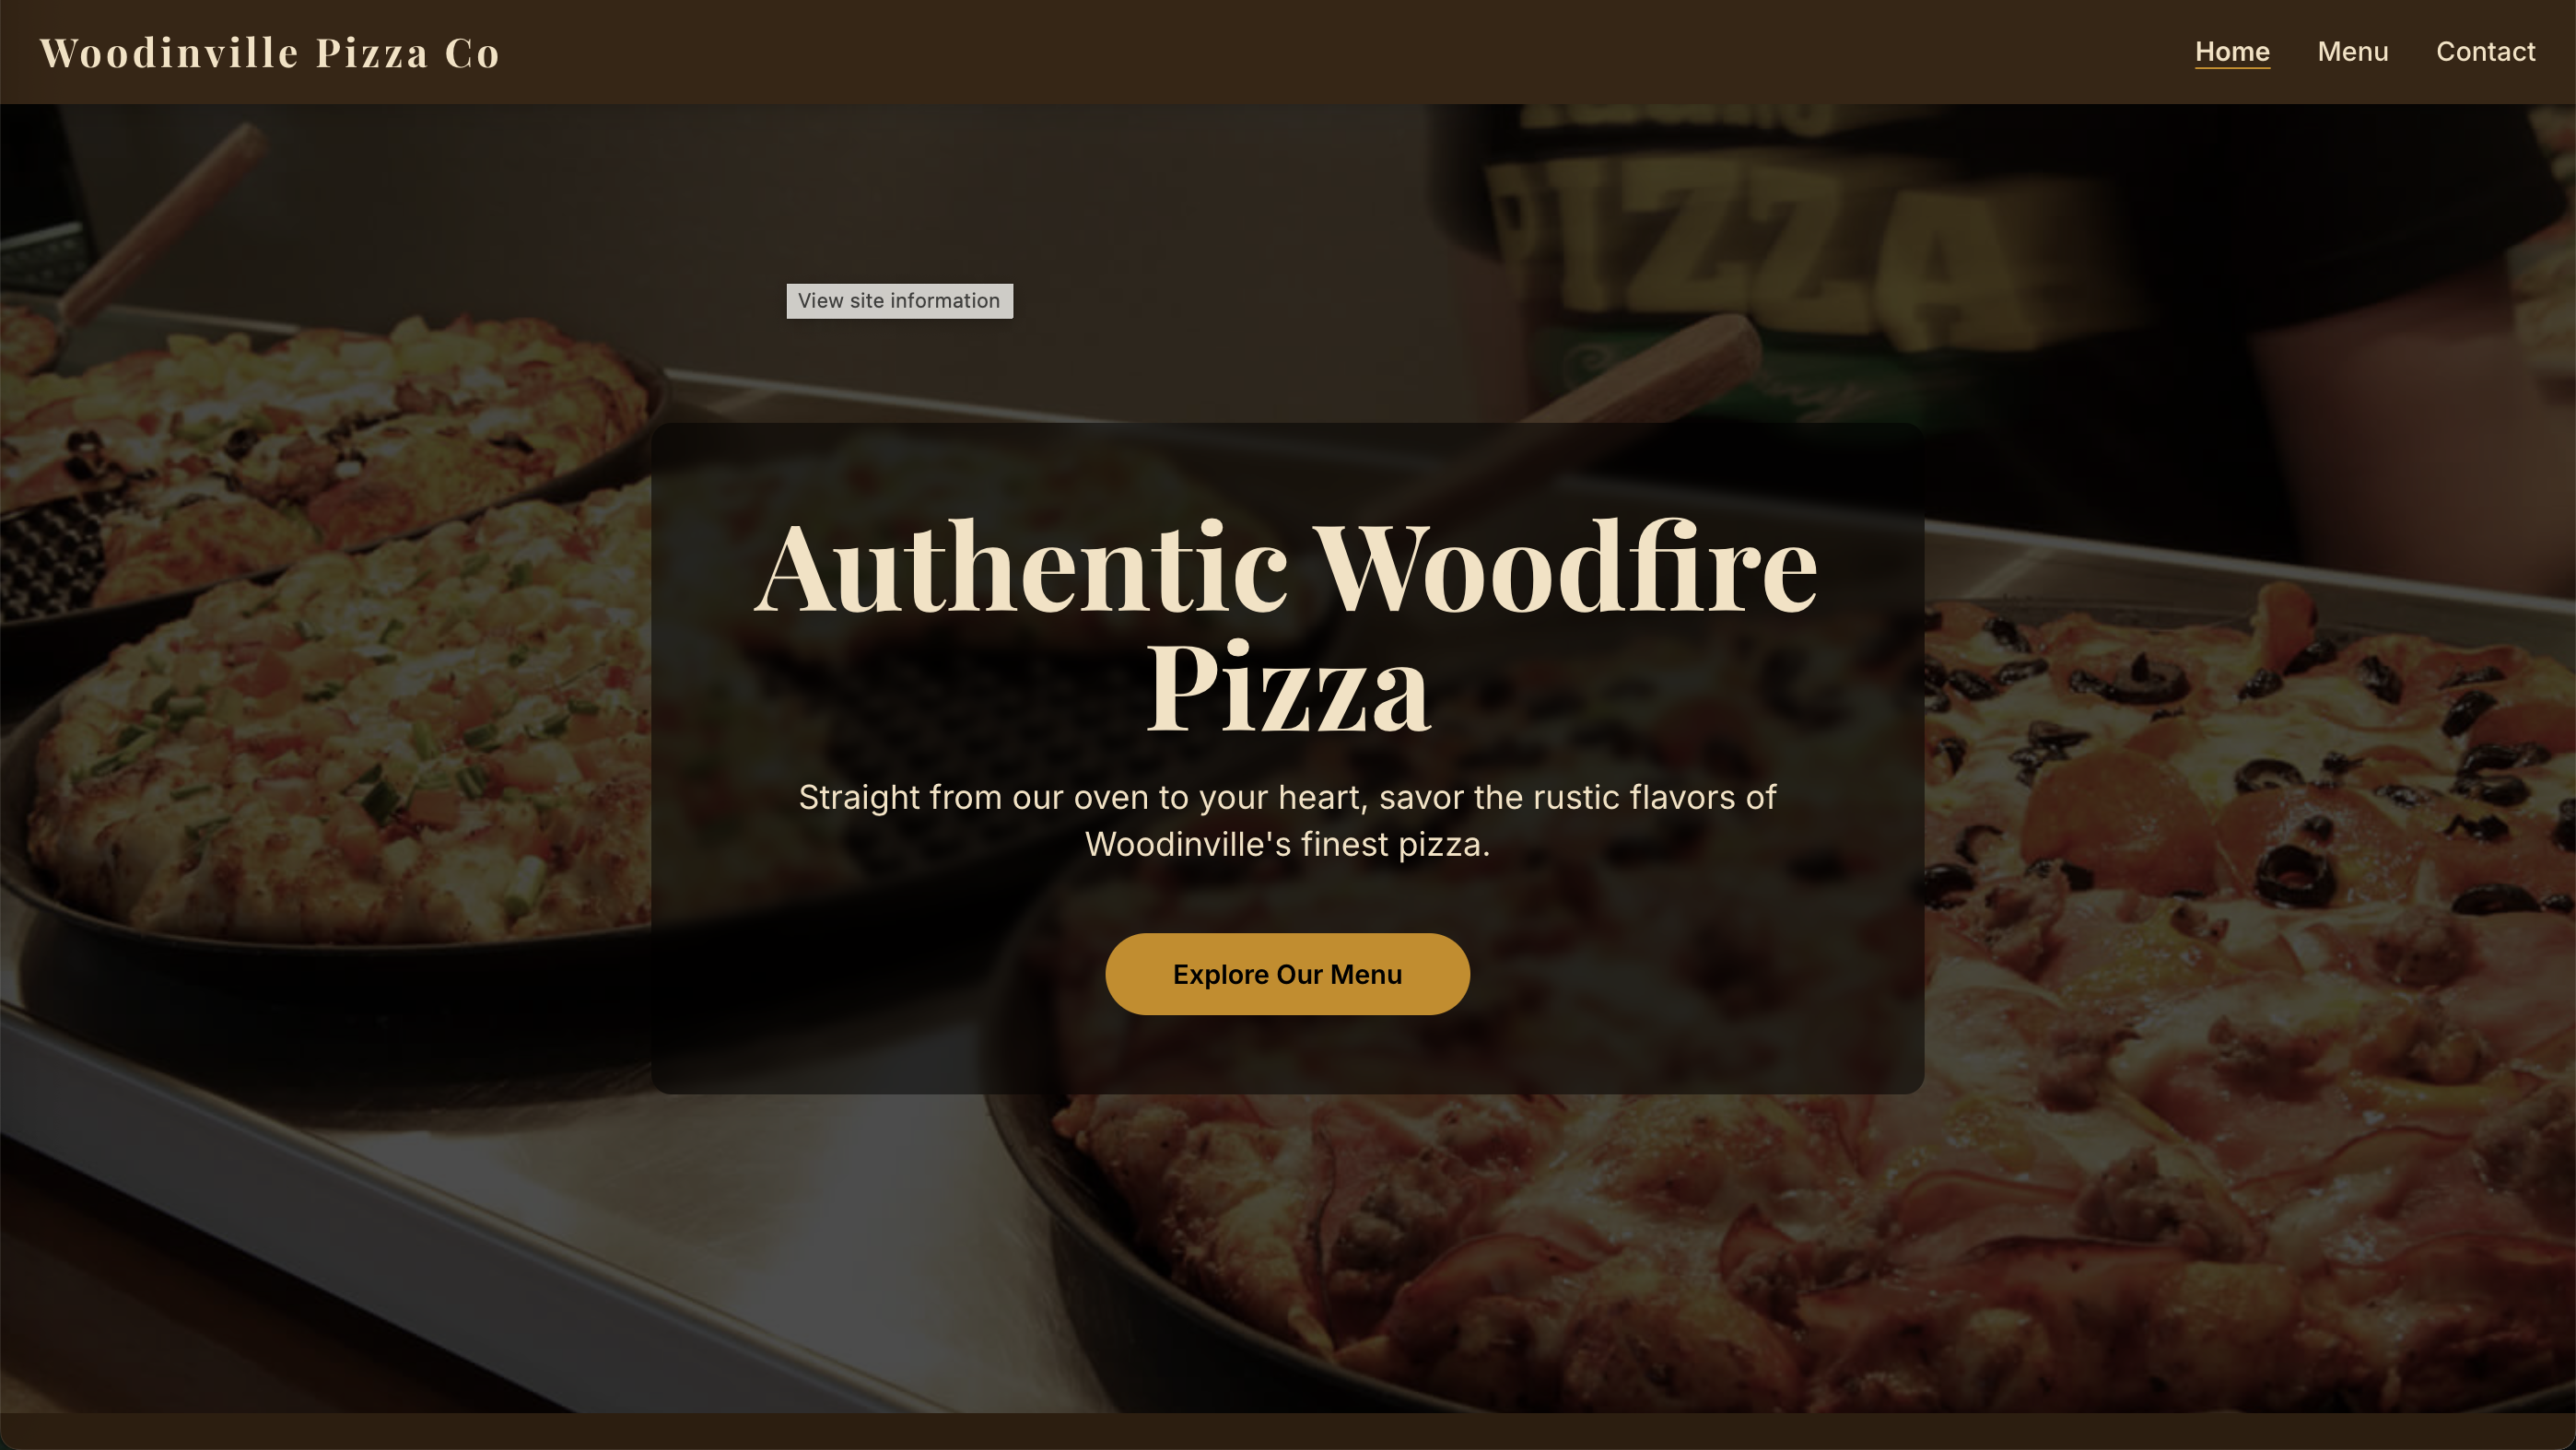 Woodinville Pizza Co
Home Menu Contact
PIZZA
View site information
Authentic Woodfire
Pizza
Straight from our oven to your heart, savor the rustic flavors of
Woodinville's finest pizza.
Explore Our Menu